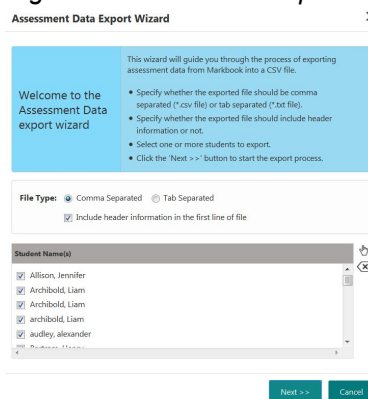 Assessment Data Export Wizard
This wizard will guide you through the process of exporting
assessment data from Markbook into a CSV file.
Welcome to the
Assessment Data
export wizard
• Specify whether the exported file should be comma
separated (*.csv file) or tab separated (*.txt file).
• Specify whether the exported file should include header
information or not.
• Select one or more students to export.
• Click the 'Next >>' button to start the export process.
File Type: Comma Separated Tab Separated
Include header information in the first line of file
Student Name(s)
Allison, Jennifer
Archibold, Liam
Archibold, Liam
archibold, Liam
audley, alexander
Next >> Cancel